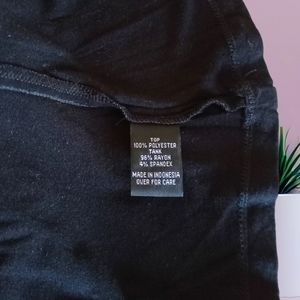 TOP
100% POLYESTER
TANK
96% RAYON
4% SPANDEX
MADE IN INDONESIA
OVER FOR CARE